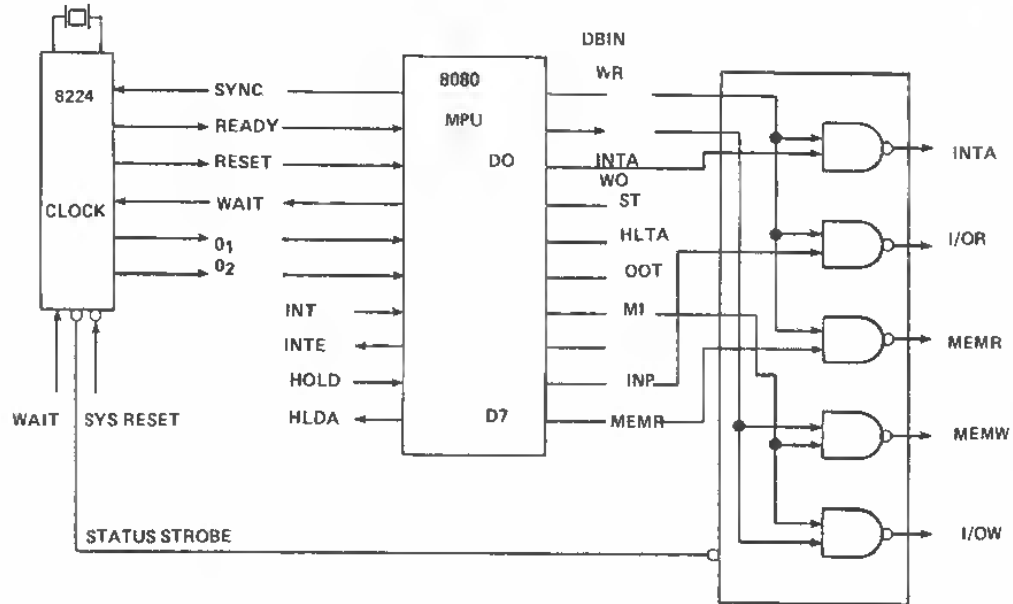 8224
CLOCK
SYNC
READY
RESET
WAIT
0₁
0₂
INT
INTE
HOLD
HLDA
8080
MPU
DO
D7
DBIN
WR
INTA
WO
ST
HLTA
OOT
M1
INP
MEMR
INTA
I/OR
MEMR
MEMW
I/OW
WAIT
SYS RESET
STATUS STROBE